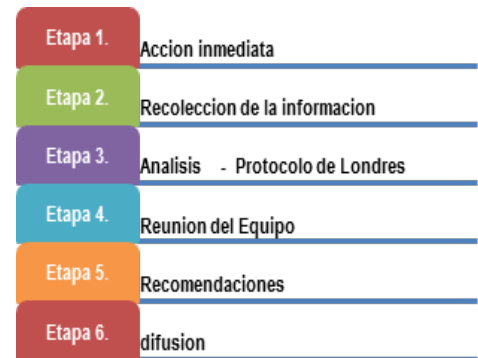 Etapa 1.
Accion inmediata
Etapa 2.
Recoleccion de la informacion
Etapa 3.
Analisis - Protocolo de Londres
Etapa 4.
Reunion del Equipo
Etapa 5.
Recomendaciones
Etapa 6.
difusion